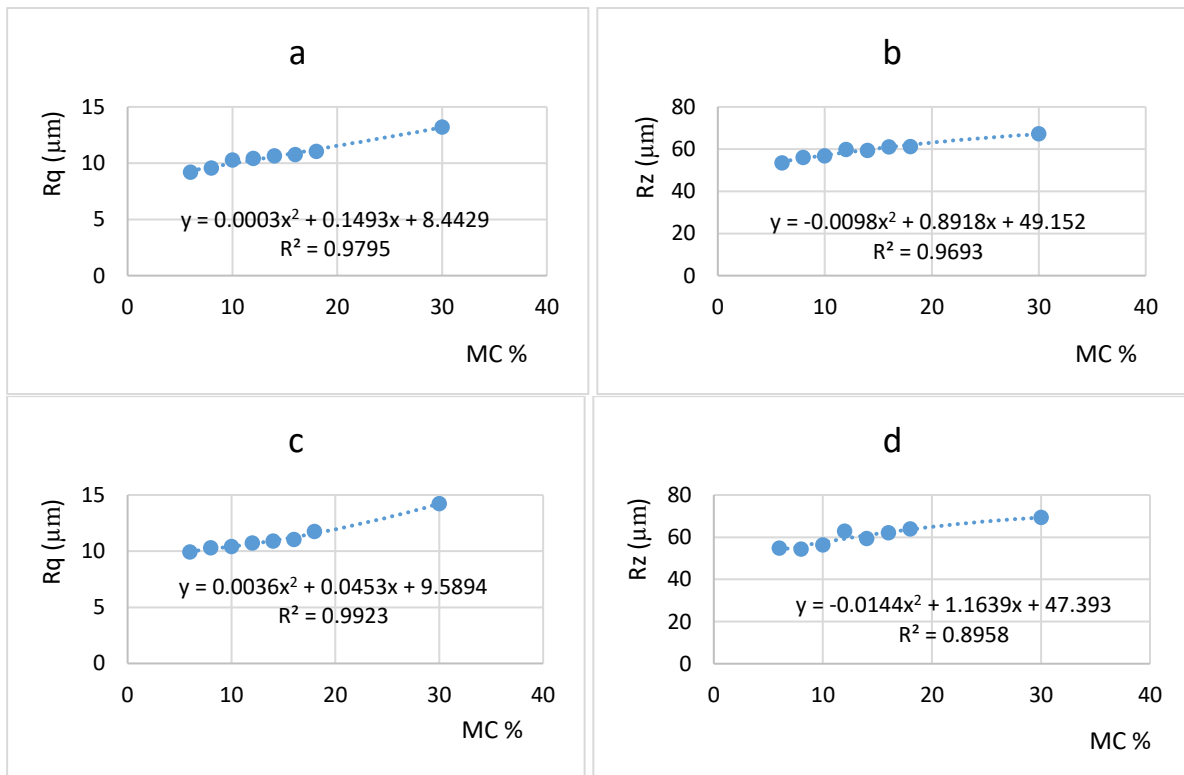 a
Rq (μm)
15
10
5
0
y = 0.0003x² + 0.1493x + 8.4429
R² = 0.9795
0 10 20 30 40
MC %
b
Rz (μm)
80
60
40
20
0
y = -0.0098x² + 0.8918x + 49.152
R² = 0.9693
0 10 20 30 40
MC %
c
Rq (μm)
15
10
5
0
y = 0.0036x² + 0.0453x + 9.5894
R² = 0.9923
0 10 20 30 40
MC %
d
Rz (μm)
80
60
40
20
0
y = -0.0144x² + 1.1639x + 47.393
R² = 0.8958
0 10 20 30 40
MC %